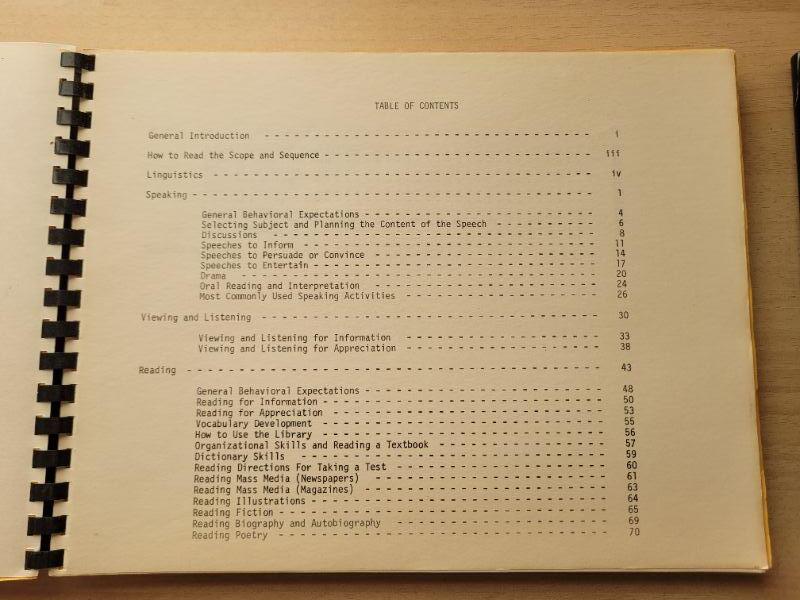 TABLE OF CONTENTS
General Introduction - - - - - - - - - - - - - - - - - - - - - - - - - - - - - - - - i
How to Read the Scope and Sequence - - - - - - - - - - - - - - - - - - - - - - - - - - iii
Linguistics - - - - - - - - - - - - - - - - - - - - - - - - - - - - - - - - - - - - - iv
Speaking - - - - - - - - - - - - - - - - - - - - - - - - - - - - - - - - - - - - - - - 1
General Behavioral Expectations - - - - - - - - - - - - - - - - - - - - - - - 4
Selecting Subject and Planning the Content of the Speech - - - - - - - - - - 6
Discussions - - - - - - - - - - - - - - - - - - - - - - - - - - - - - - - - 8
Speeches to Inform - - - - - - - - - - - - - - - - - - - - - - - - - - - - - 11
Speeches to Persuade or Convince - - - - - - - - - - - - - - - - - - - - - - 14
Speeches to Entertain - - - - - - - - - - - - - - - - - - - - - - - - - - - - 17
Drama - - - - - - - - - - - - - - - - - - - - - - - - - - - - - - - - - - - 20
Oral Reading and Interpretation - - - - - - - - - - - - - - - - - - - - - - 24
Most Commonly Used Speaking Activities - - - - - - - - - - - - - - - - - - - 26
Viewing and Listening - - - - - - - - - - - - - - - - - - - - - - - - - - - - - - - - 30
Viewing and Listening for Information - - - - - - - - - - - - - - - - - - - 33
Viewing and Listening for Appreciation - - - - - - - - - - - - - - - - - - - 38
Reading - - - - - - - - - - - - - - - - - - - - - - - - - - - - - - - - - - - - - - - 43
General Behavioral Expectations - - - - - - - - - - - - - - - - - - - - - - - 48
Reading for Information - - - - - - - - - - - - - - - - - - - - - - - - - - - 50
Reading for Appreciation - - - - - - - - - - - - - - - - - - - - - - - - - - 53
Vocabulary Development - - - - - - - - - - - - - - - - - - - - - - - - - - - 55
How to Use the Library - - - - - - - - - - - - - - - - - - - - - - - - - - - 56
Organizational Skills and Reading a Textbook - - - - - - - - - - - - - - - - 57
Dictionary Skills - - - - - - - - - - - - - - - - - - - - - - - - - - - - - 59
Reading Directions For Taking a Test - - - - - - - - - - - - - - - - - - - - 60
Reading Mass Media (Newspapers) - - - - - - - - - - - - - - - - - - - - - - 61
Reading Mass Media (Magazines) - - - - - - - - - - - - - - - - - - - - - - - 63
Reading Illustrations - - - - - - - - - - - - - - - - - - - - - - - - - - - - 64
Reading Fiction - - - - - - - - - - - - - - - - - - - - - - - - - - - - - - - 65
Reading Biography and Autobiography - - - - - - - - - - - - - - - - - - - - 69
Reading Poetry - - - - - - - - - - - - - - - - - - - - - - - - - - - - - - - 70